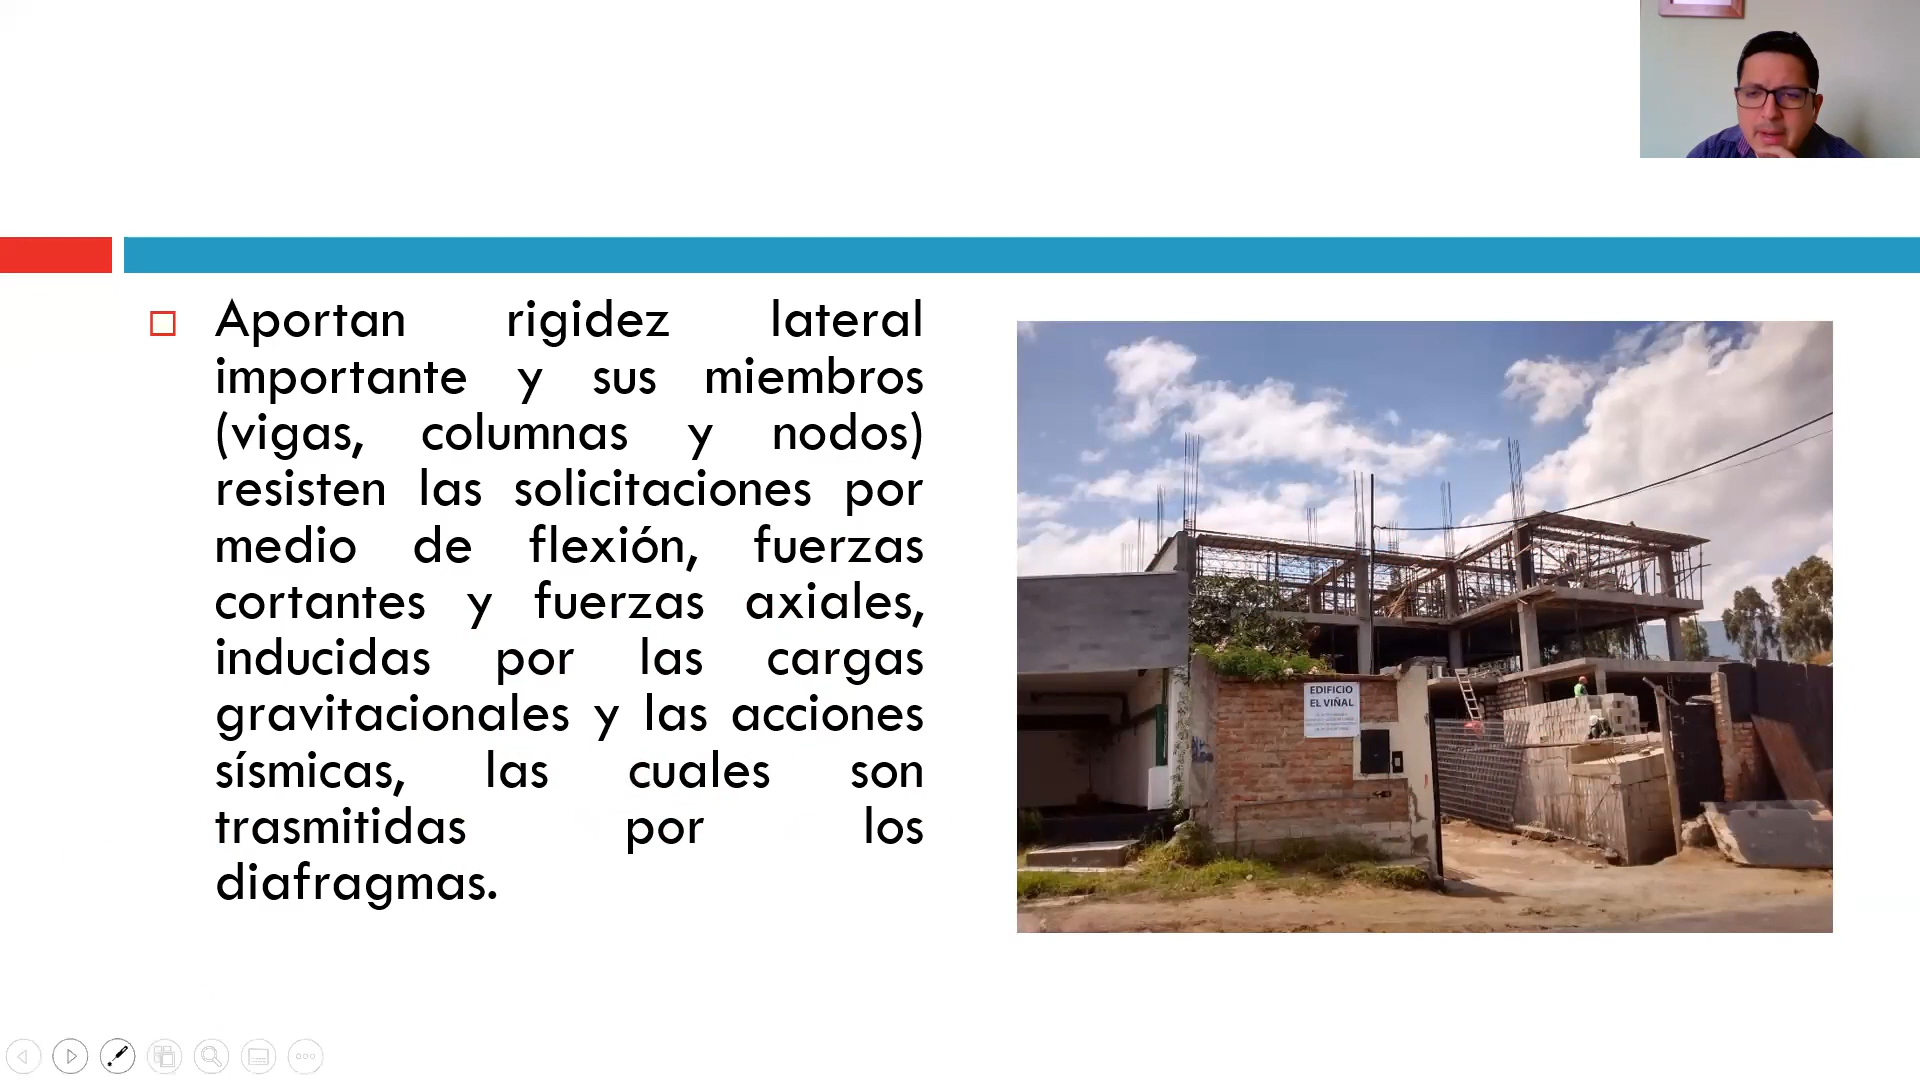 Aportan rigidez lateral
importante y sus miembros
(vigas, columnas y nodos)
resisten las solicitaciones por
medio de flexión, fuerzas
cortantes y fuerzas axiales,
inducidas por las cargas
gravitacionales y las acciones
sísmicas, las cuales son
trasmitidas por los
diafragmas.
EDIFICIO
EL VIÑAL